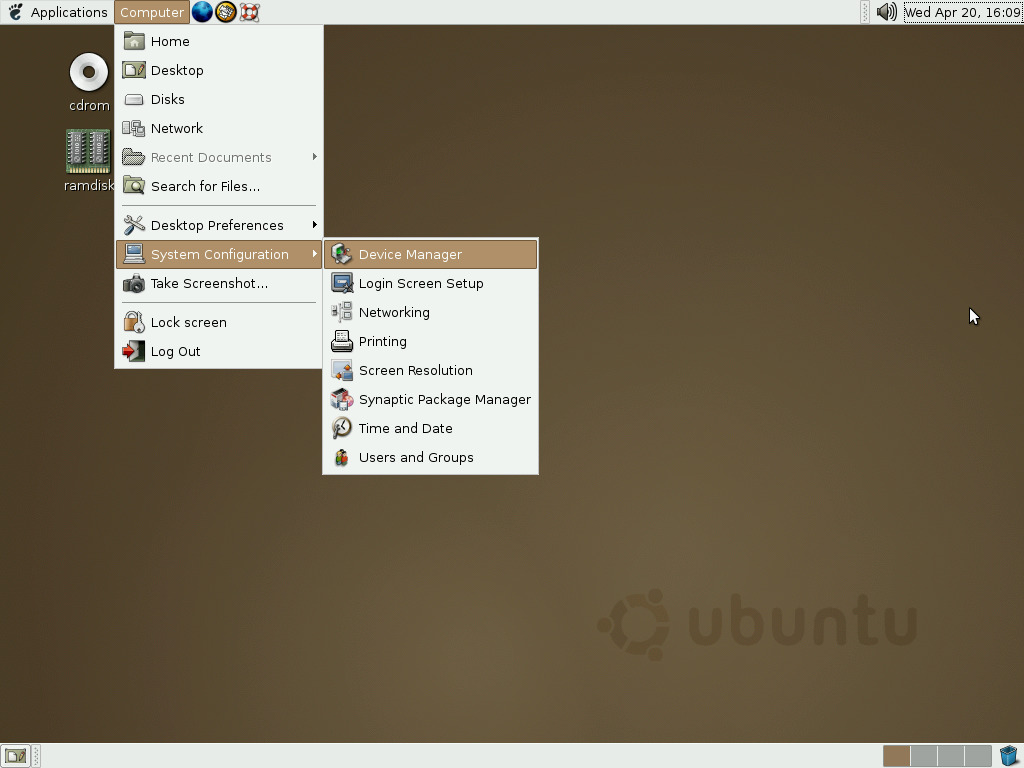 Applications Computer Wed Apr 20, 16:09
Home
Desktop
Disks
Network
Recent Documents
Search for Files...
Desktop Preferences
System Configuration
Take Screenshot...
Lock screen
Log Out
Device Manager
Login Screen Setup
Networking
Printing
Screen Resolution
Synaptic Package Manager
Time and Date
Users and Groups
cdrom
ramdisk
ubuntu